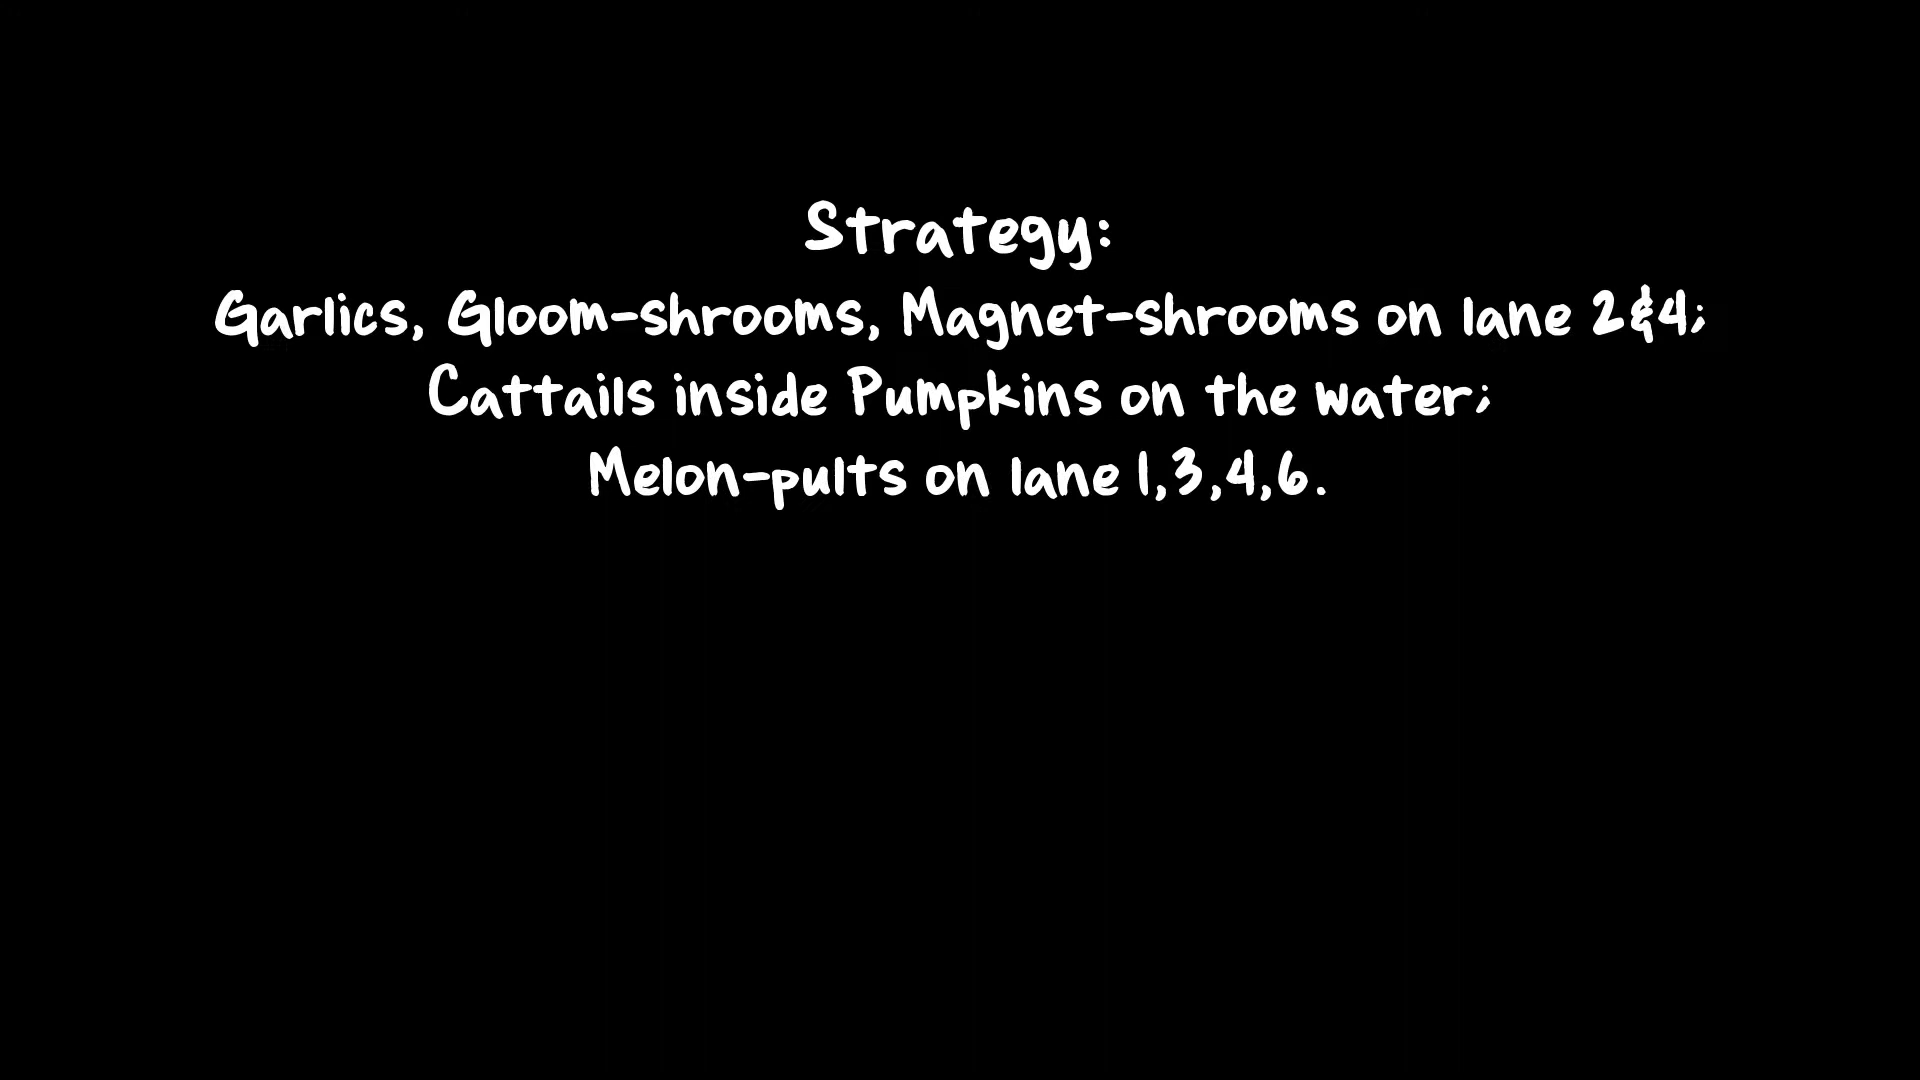 Strategy:
Garlics, Gloom-shrooms, Magnet-shrooms on lane 2&4;
Cattails inside Pumpkins on the water;
Melon-pults on lane 1,3,4,6.